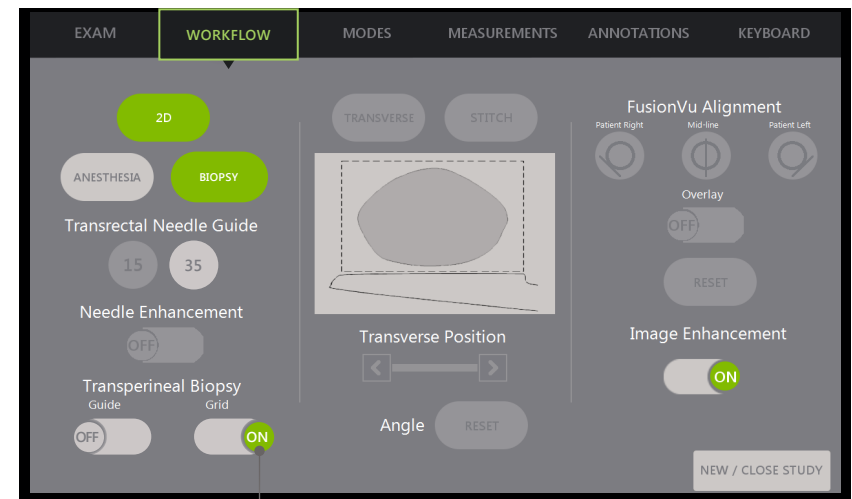 EXAM WORKFLOW MODES MEASUREMENTS ANNOTATIONS KEYBOARD
2D
ANESTHESIA BIOPSY
Transrectal Needle Guide
15 35
Needle Enhancement
OFF
Transperineal Biopsy
Guide Grid
OFF ON
TRANSVERSE STITCH
Transverse Position
Angle RESET
FusionVu Alignment
Patient Right Mid-line Patient Left
Overlay
OFF
RESET
Image Enhancement
ON
NEW / CLOSE STUDY